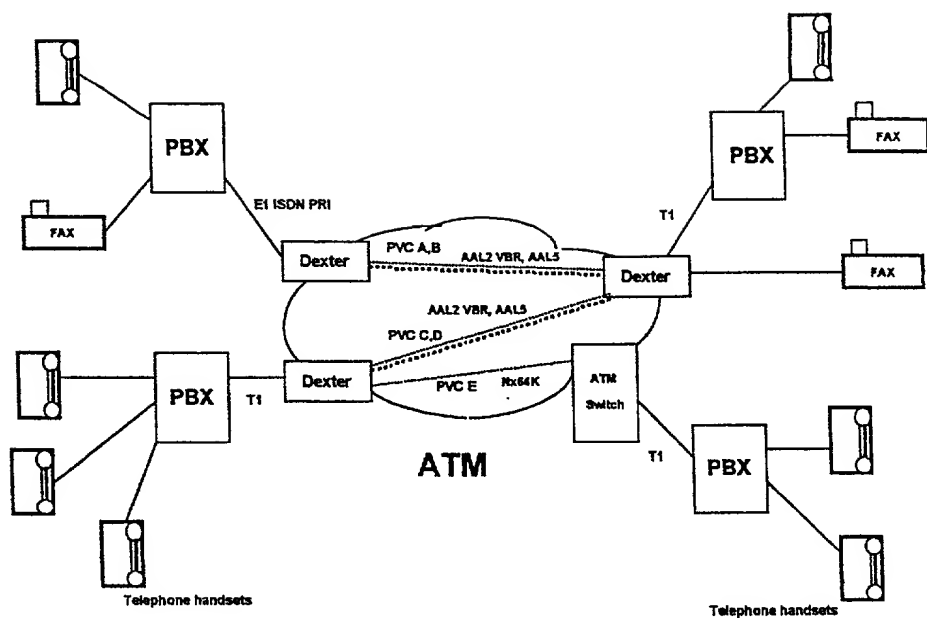 PBX
PBX
FAX
E1 ISDN PRI
T1
FAX
PVC A,B
AAL2 VBR, AAL5
Dexter
Dexter
FAX
AAL2 VBR, AAL5
PVC C,D
PBX
T1
Dexter
PVC E
Nx64K
ATM
Switch
ATM
T1
PBX
Telephone handsets
Telephone handsets